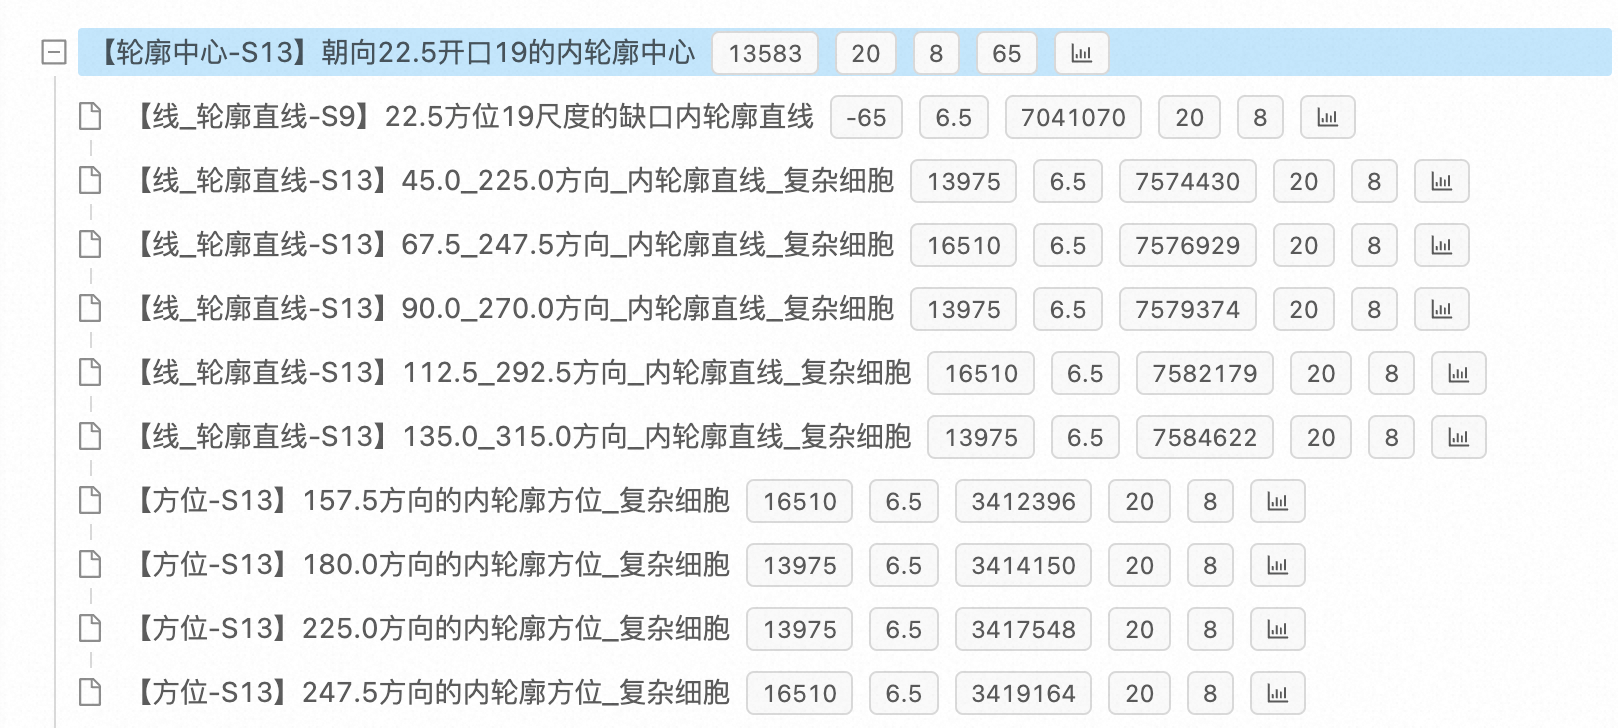 【轮廓中心-S13】朝向22.5开口19的内轮廓中心 13583 20 8 65
【线_轮廓直线-S9】22.5方位19尺度的缺口内轮廓直线 -65 6.5 7041070 20 8
【线_轮廓直线-S13】45.0_225.0方向_内轮廓直线_复杂细胞 13975 6.5 7574430 20 8
【线_轮廓直线-S13】67.5_247.5方向_内轮廓直线_复杂细胞 16510 6.5 7576929 20 8
【线_轮廓直线-S13】90.0_270.0方向_内轮廓直线_复杂细胞 13975 6.5 7579374 20 8
【线_轮廓直线-S13】112.5_292.5方向_内轮廓直线_复杂细胞 16510 6.5 7582179 20 8
【线_轮廓直线-S13】135.0_315.0方向_内轮廓直线_复杂细胞 13975 6.5 7584622 20 8
【方位-S13】157.5方向的内轮廓方位_复杂细胞 16510 6.5 3412396 20 8
【方位-S13】180.0方向的内轮廓方位_复杂细胞 13975 6.5 3414150 20 8
【方位-S13】225.0方向的内轮廓方位_复杂细胞 13975 6.5 3417548 20 8
【方位-S13】247.5方向的内轮廓方位_复杂细胞 16510 6.5 3419164 20 8